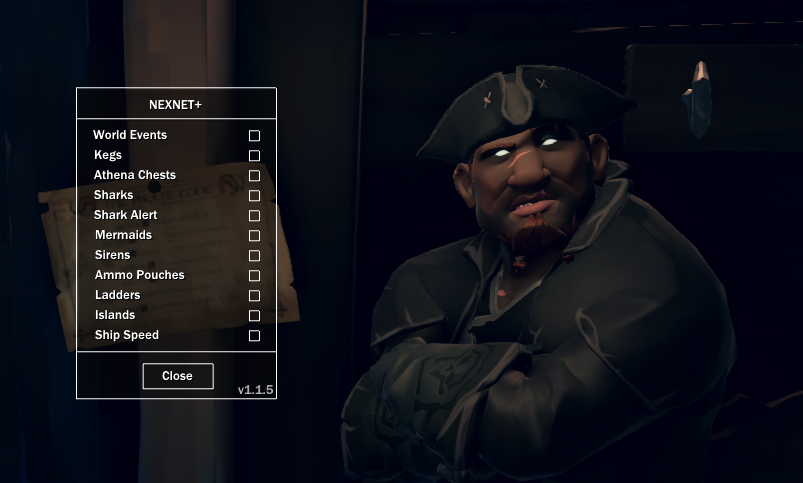 NEXNET+
World Events
Kegs
Athena Chests
Sharks
Shark Alert
Mermaids
Sirens
Ammo Pouches
Ladders
Islands
Ship Speed
Close
v1.1.5